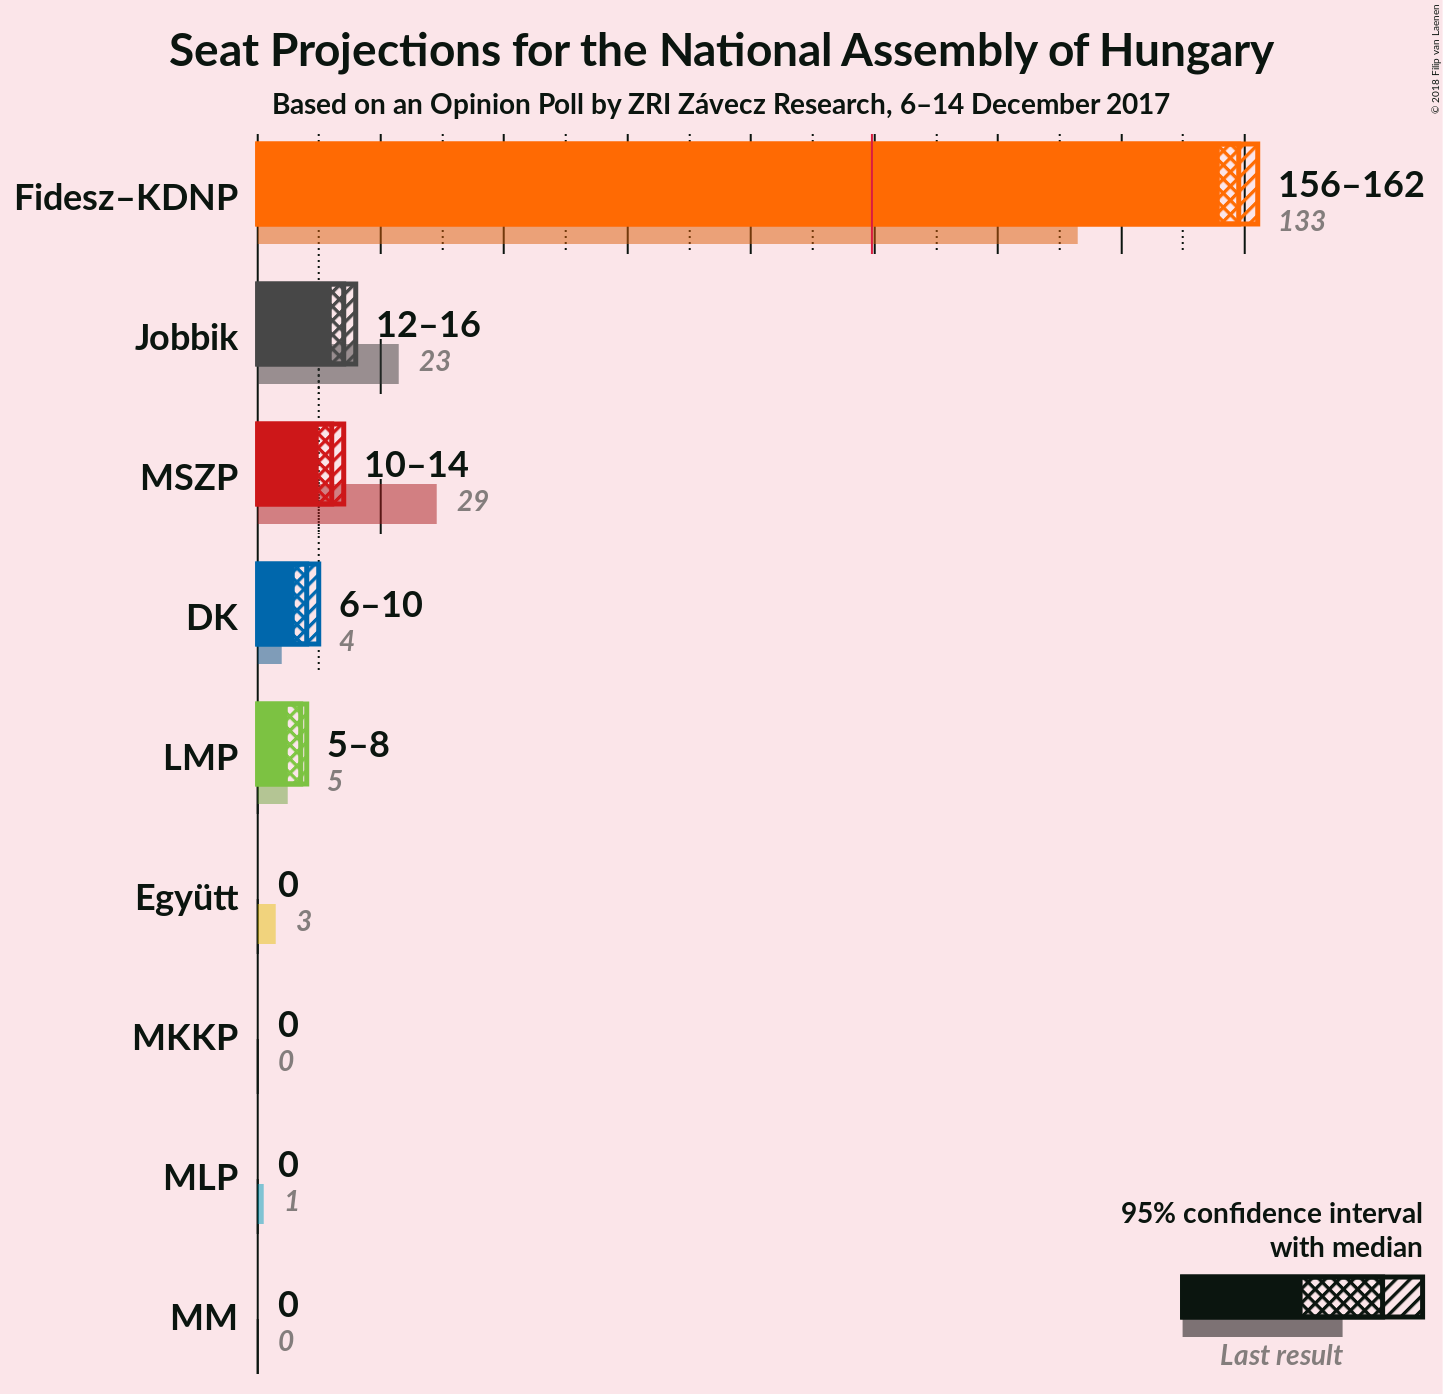 Seat Projections for the National Assembly of Hungary
Based on an Opinion Poll by ZRI Závecz Research, 6–14 December 2017
© 2018 Filip van Laenen
Fidesz–KDNP
156–162
133
Jobbik
12–16
23
MSZP
10–14
29
DK
6–10
4
LMP
5–8
5
Együtt
0
3
MKKP
0
0
MLP
0
1
MM
0
0
95% confidence interval
with median
Last result